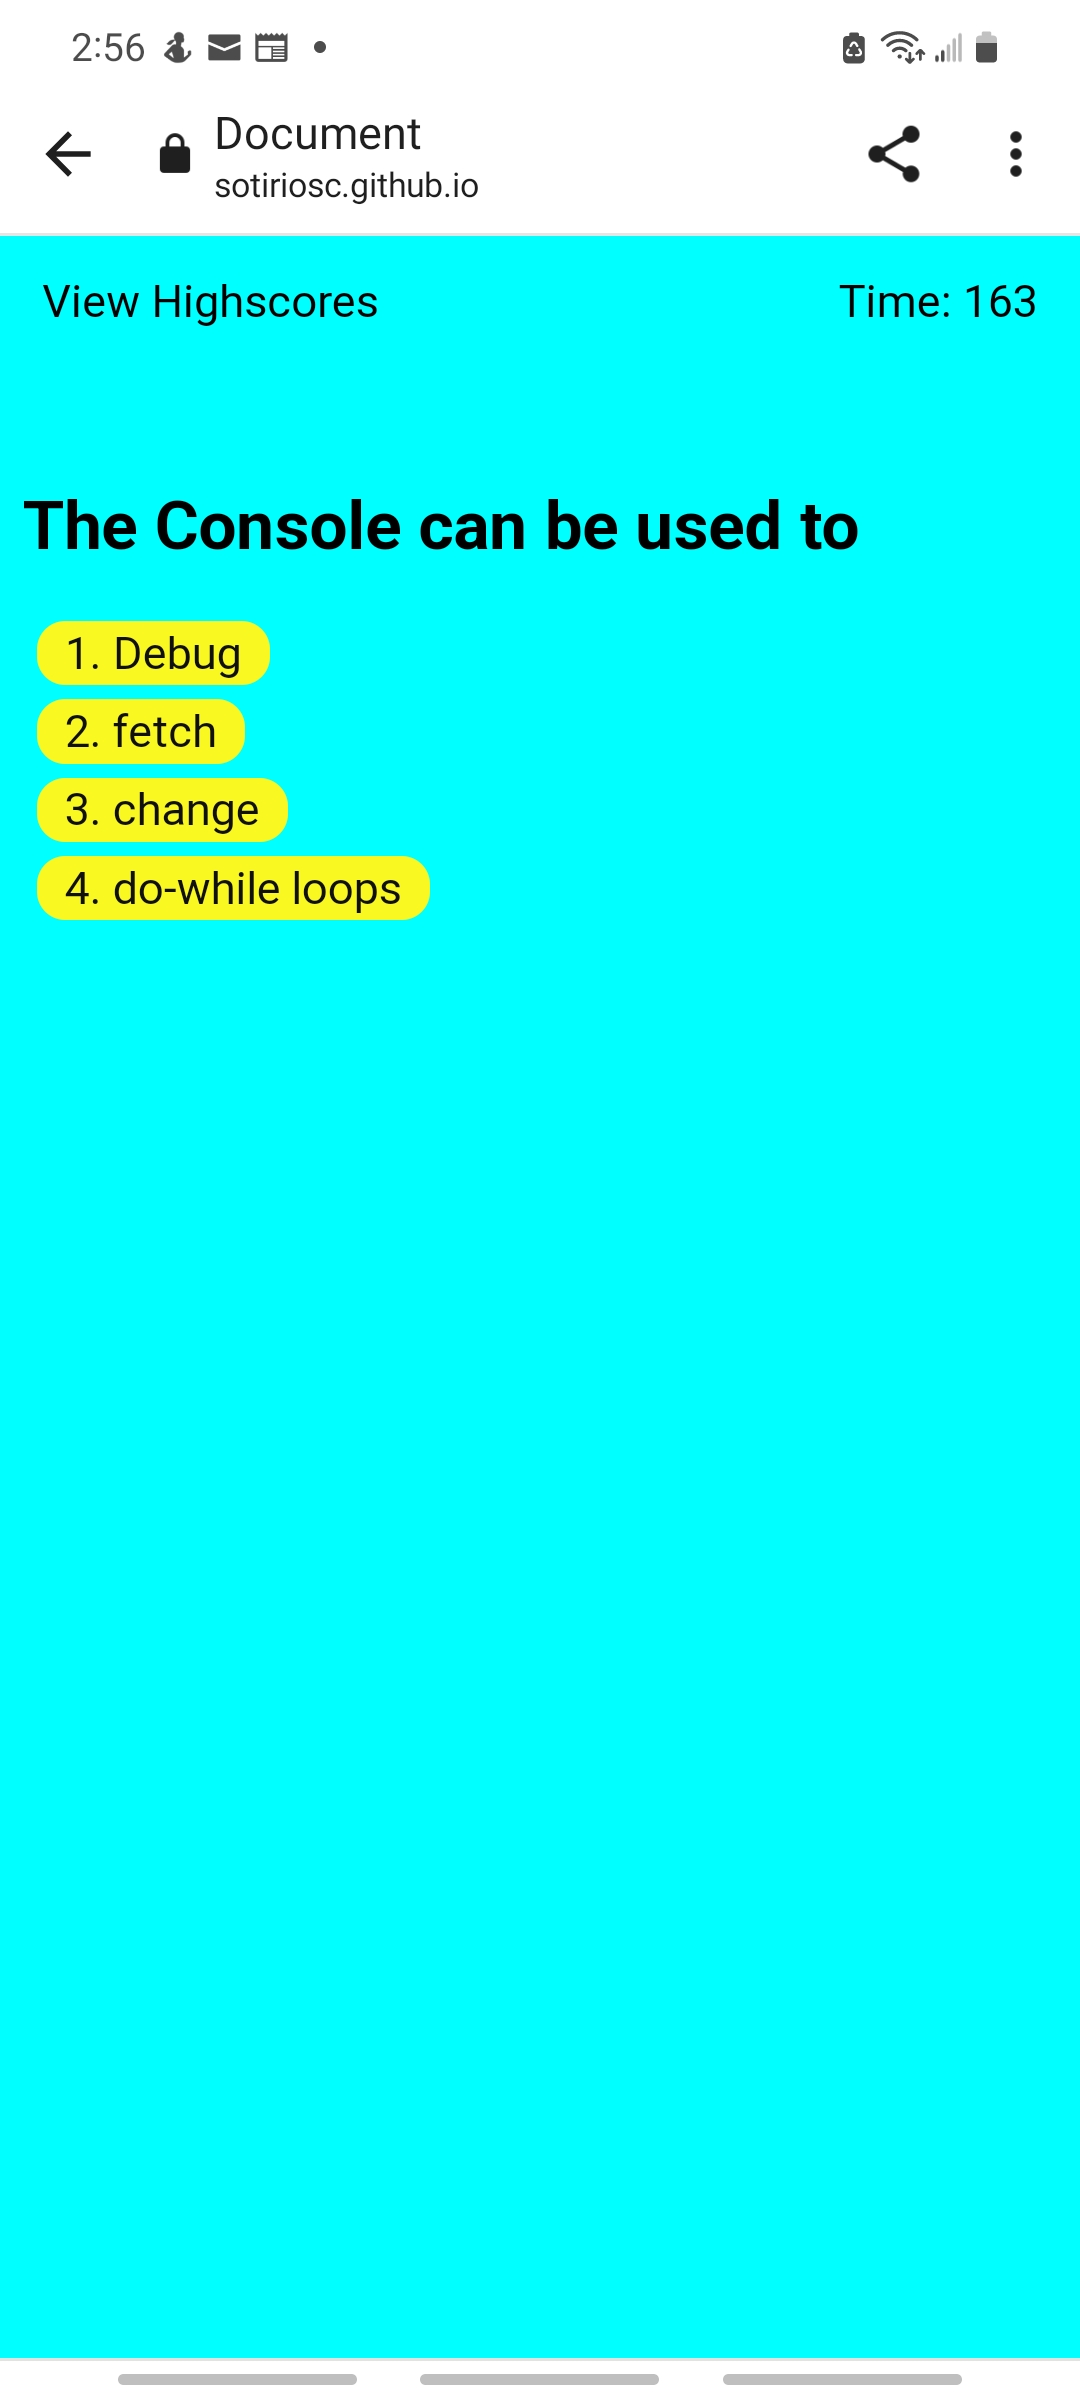 2:56
Document
sotiriosc.github.io
View Highscores
Time: 163
The Console can be used to
1. Debug
2. fetch
3. change
4. do-while loops